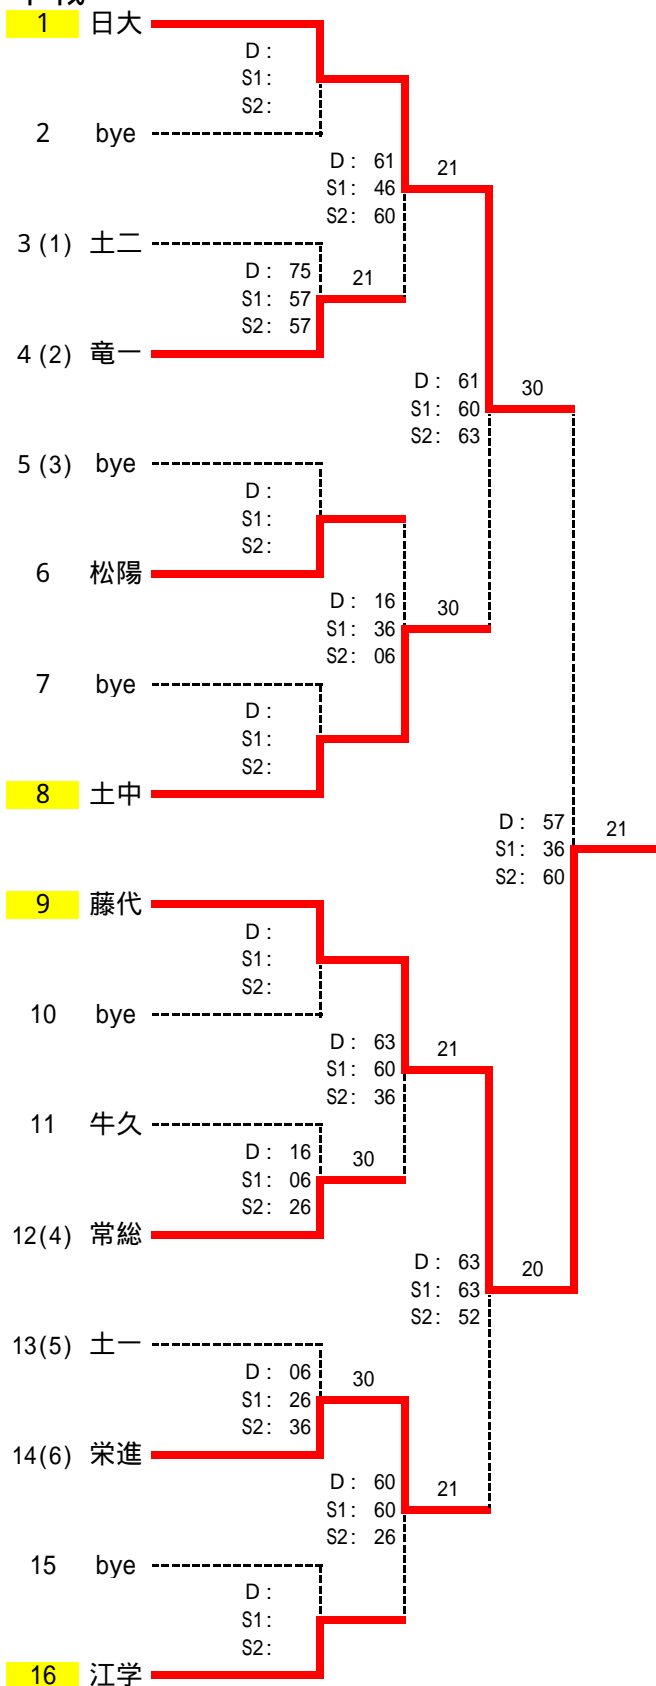 1 日大
D :
S1:
S2:
2 bye
D : 61 21
S1: 46
S2: 60
3 (1) 土二
D : 75 21
S1: 57
S2: 57
4 (2) 竜一
D : 61 30
S1: 60
S2: 63
5 (3) bye
D :
S1:
S2:
6 松陽
D : 16 30
S1: 36
S2: 06
7 bye
D :
S1:
S2:
8 土中
D : 57 21
S1: 36
S2: 60
9 藤代
D :
S1:
S2:
10 bye
D : 63 21
S1: 60
S2: 36
11 牛久
D : 16 30
S1: 06
S2: 26
12(4) 常総
D : 63 20
S1: 63
S2: 52
13(5) 土一
D : 06 30
S1: 26
S2: 36
14(6) 栄進
D : 60 21
S1: 60
S2: 26
15 bye
D :
S1:
S2:
16 江学